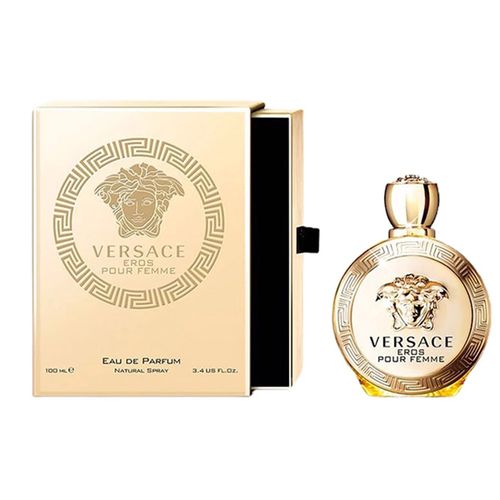 VERSACE
EROS
POUR FEMME
EAU DE PARFUM
100 ML ℮ NATURAL SPRAY 3.4 US FL.OZ.
VERSACE
EROS
POUR FEMME